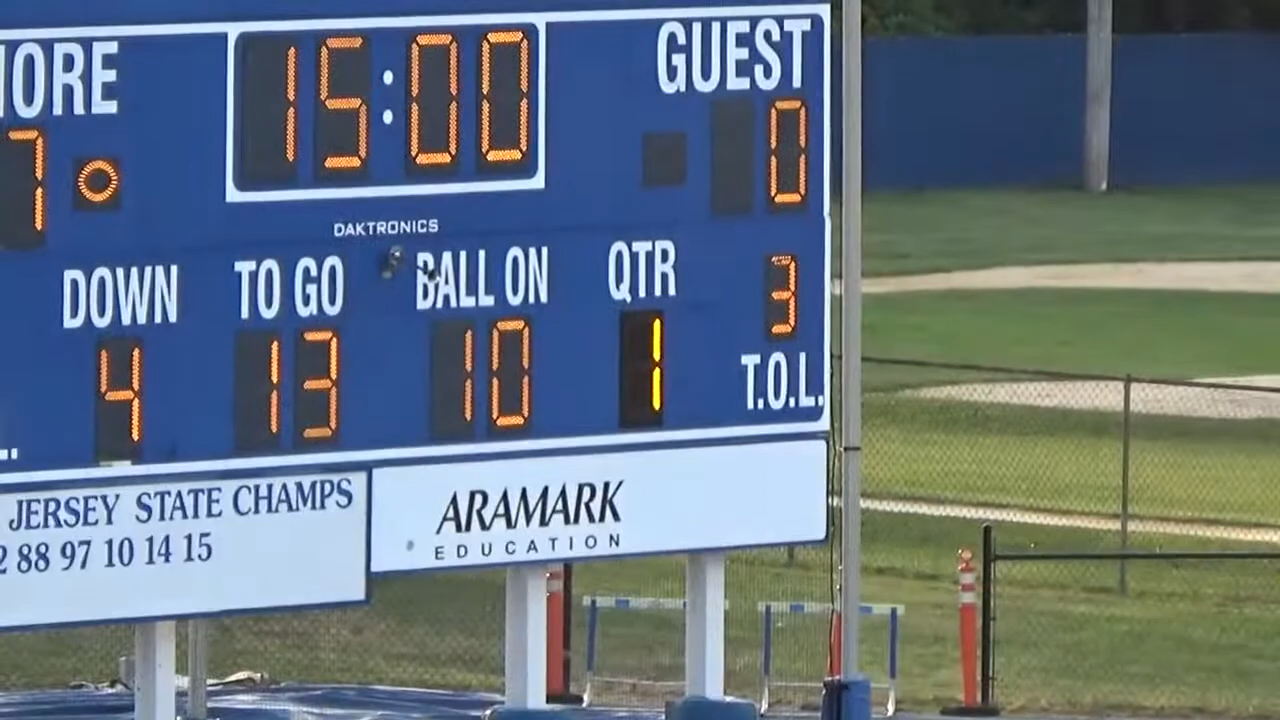 ORE 15:00 GUEST
7 0
DAKTRONICS
DOWN TO GO BALL ON QTR 3
4 13 10 1 T.O.L.
JERSEY STATE CHAMPS
88 97 10 14 15
ARAMARK
EDUCATION